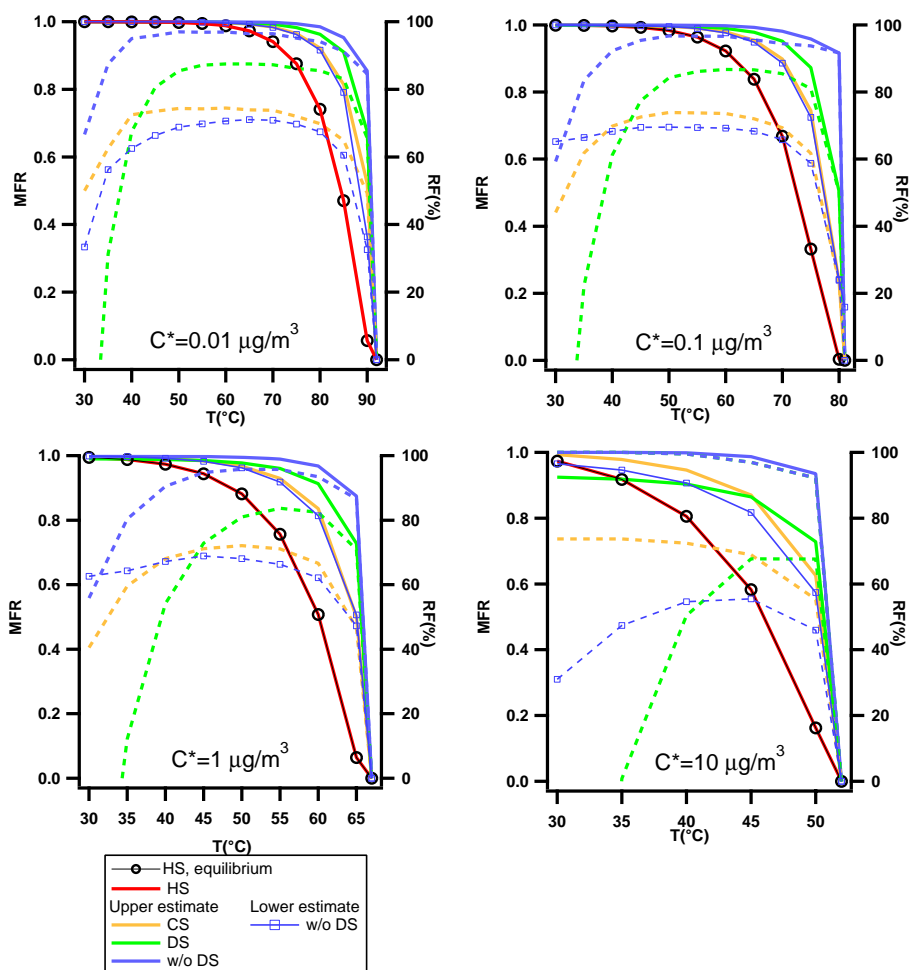 MFR
1.0
0.8
0.6
0.4
0.2
0.0
100
80
60
40
20
0
RF(%)
C*=0.01 μg/m3
30 40 50 60 70 80 90
T(°C)
MFR
1.0
0.8
0.6
0.4
0.2
0.0
100
80
60
40
20
0
RF(%)
C*=0.1 μg/m3
30 40 50 60 70 80
T(°C)
MFR
1.0
0.8
0.6
0.4
0.2
0.0
100
80
60
40
20
0
RF(%)
C*=1 μg/m3
30 35 40 45 50 55 60 65
T(°C)
MFR
1.0
0.8
0.6
0.4
0.2
0.0
100
80
60
40
20
0
RF(%)
C*=10 μg/m3
30 35 40 45 50
T(°C)
HS, equilibrium
HS
Upper estimate Lower estimate
CS w/o DS
DS
w/o DS